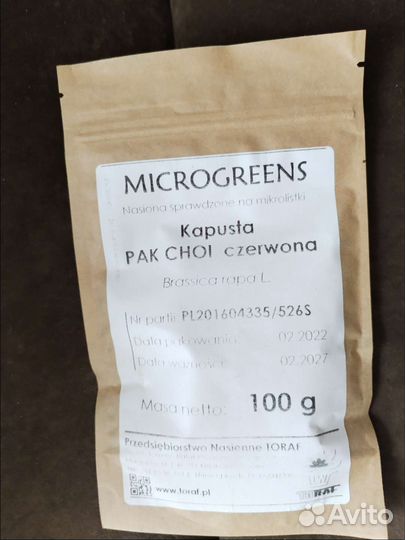 MICROGREENS
Nasiona sprawdzone na mikrolistki
Kapusta
PAK CHOI czerwona
Brassica rapa L.
Nr partii: PL201604335/526S
Data pakowania: 02.2022
Data ważności: 02.2027
Masa netto: 100 g
Przedsiębiorstwo Nasienne TORAF
www.toraf.pl
TORAF
Avito